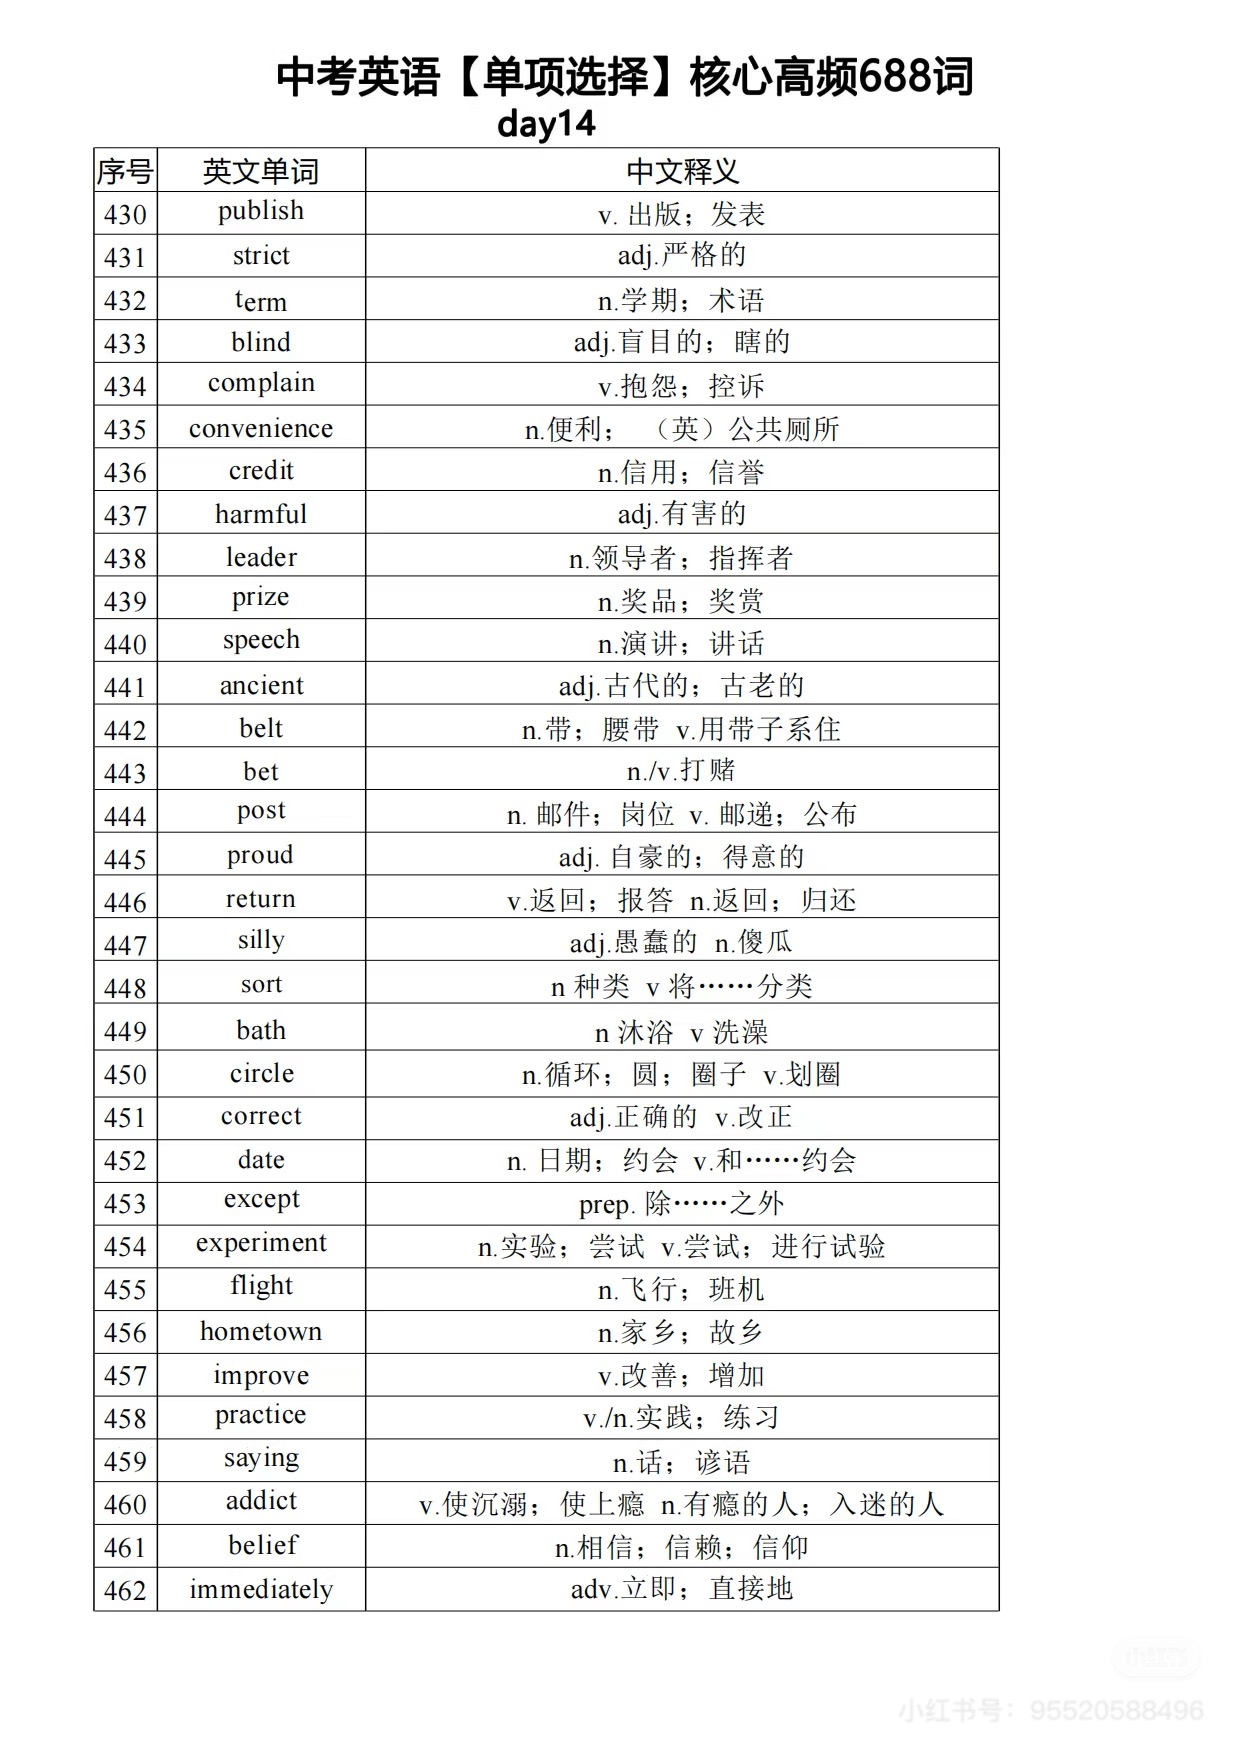 中考英语【单项选择】核心高频688词
day14
序号 英文单词 中文释义
430 publish v. 出版；发表
431 strict adj.严格的
432 term n.学期；术语
433 blind adj.盲目的；瞎的
434 complain v.抱怨；控诉
435 convenience n.便利； （英）公共厕所
436 credit n.信用；信誉
437 harmful adj.有害的
438 leader n.领导者；指挥者
439 prize n.奖品；奖赏
440 speech n.演讲；讲话
441 ancient adj.古代的；古老的
442 belt n.带；腰带 v.用带子系住
443 bet n./v.打赌
444 post n. 邮件；岗位 v. 邮递；公布
445 proud adj. 自豪的；得意的
446 return v.返回；报答 n.返回；归还
447 silly adj.愚蠢的 n.傻瓜
448 sort n 种类 v 将……分类
449 bath n 沐浴 v 洗澡
450 circle n.循环；圆；圈子 v.划圈
451 correct adj.正确的 v.改正
452 date n. 日期；约会 v.和……约会
453 except prep. 除……之外
454 experiment n.实验；尝试 v.尝试；进行试验
455 flight n.飞行；班机
456 hometown n.家乡；故乡
457 improve v.改善；增加
458 practice v./n.实践；练习
459 saying n.话；谚语
460 addict v.使沉溺；使上瘾 n.有瘾的人；入迷的人
461 belief n.相信；信赖；信仰
462 immediately adv.立即；直接地
小红书
小红书号：95520588496